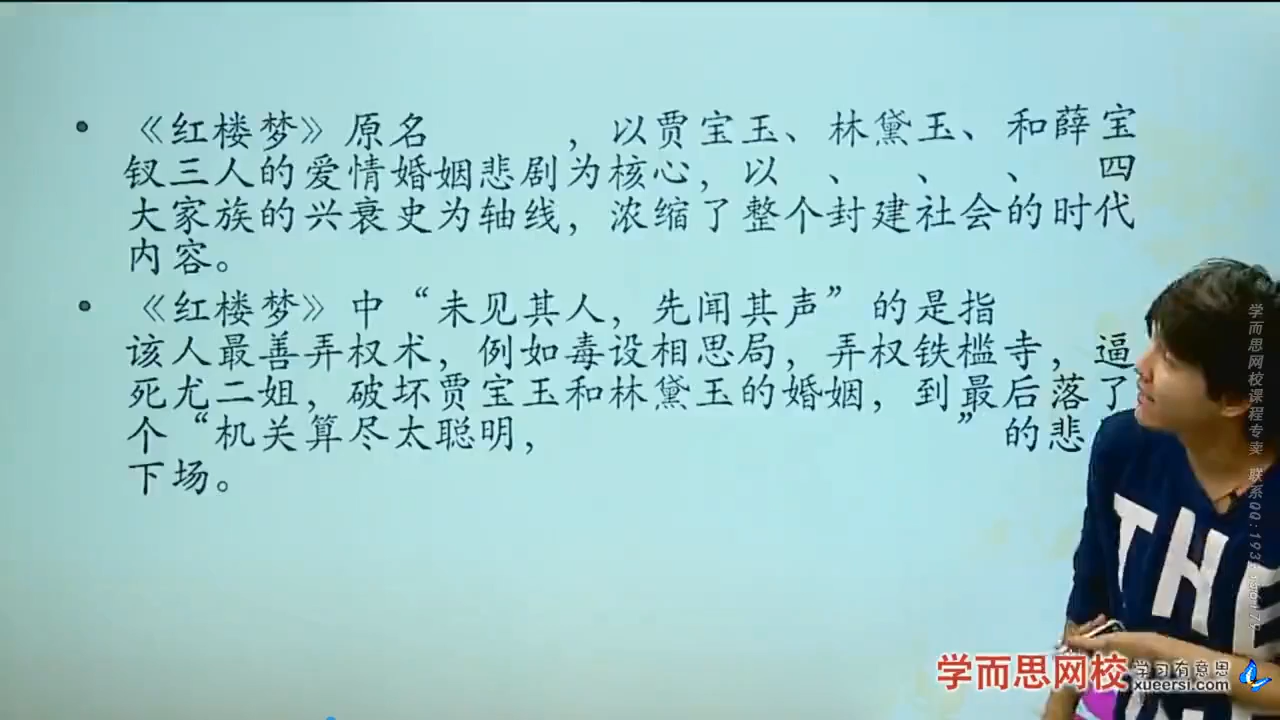 《红楼梦》原名 ，以贾宝玉、林黛玉、和薛宝
钗三人的爱情婚姻悲剧为核心，以 、 、 、 四
大家族的兴衰史为轴线，浓缩了整个封建社会的时代
内容。
《红楼梦》中“未见其人，先闻其声”的是指
该人最善弄权术，例如毒设相思局，弄权铁槛寺，逼
死尤二姐，破坏贾宝玉和林黛玉的婚姻，到最后落了
个“机关算尽太聪明， ”的悲
下场。
THE
学而思网校课程专卖 联系QQ:
学而思网校
学习有意思
xueersi.com